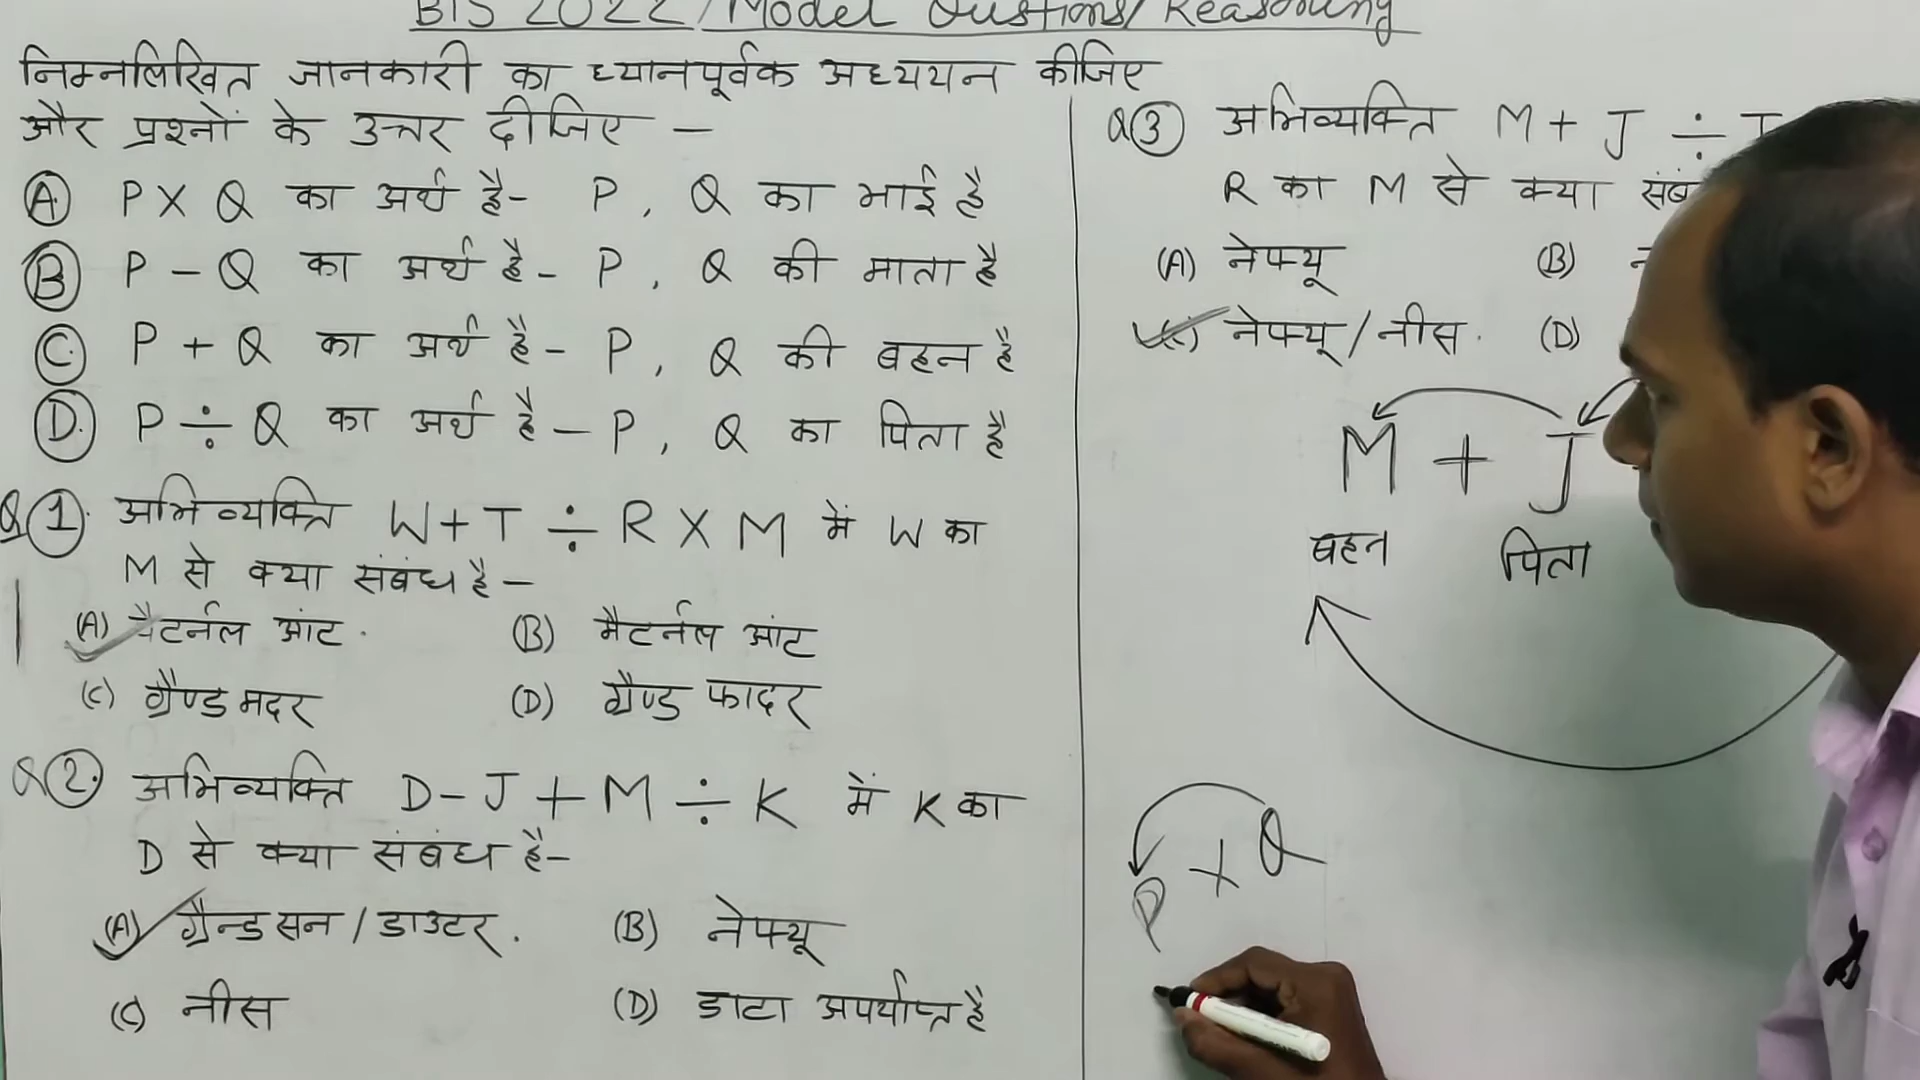 BTS 2022/Model Questions/Reasoning
निम्नलिखित जानकारी का ध्यानपूर्वक अध्ययन कीजिए
और प्रश्नों के उत्तर दीजिए –
(A) P X Q का अर्थ है- P, Q का भाई है
(B) P – Q का अर्थ है- P, Q की माता है
(C) P + Q का अर्थ है- P, Q की बहन है
(D) P ÷ Q का अर्थ है – P, Q का पिता है
Q(1) अभिव्यक्ति W + T ÷ R X M में W का
M से क्या संबंध है –
(A) पैटर्नल आंट
(B) मैटर्नल आंट
(C) ग्रैण्ड मदर
(D) ग्रैण्ड फादर
Q(2) अभिव्यक्ति D – J + M ÷ K में K का
D से क्या संबंध है-
(A) ग्रैन्ड सन / डाउटर.
(B) नेफ्यू
(C) नीस
(D) डाटा अपर्याप्त है
Q(3) अभिव्यक्ति M + J ÷
R का M से क्या
(A) नेफ्यू
(B)
(C) नेफ्यू / नीस.
(D)
M + J
बहन पिता
P + Q